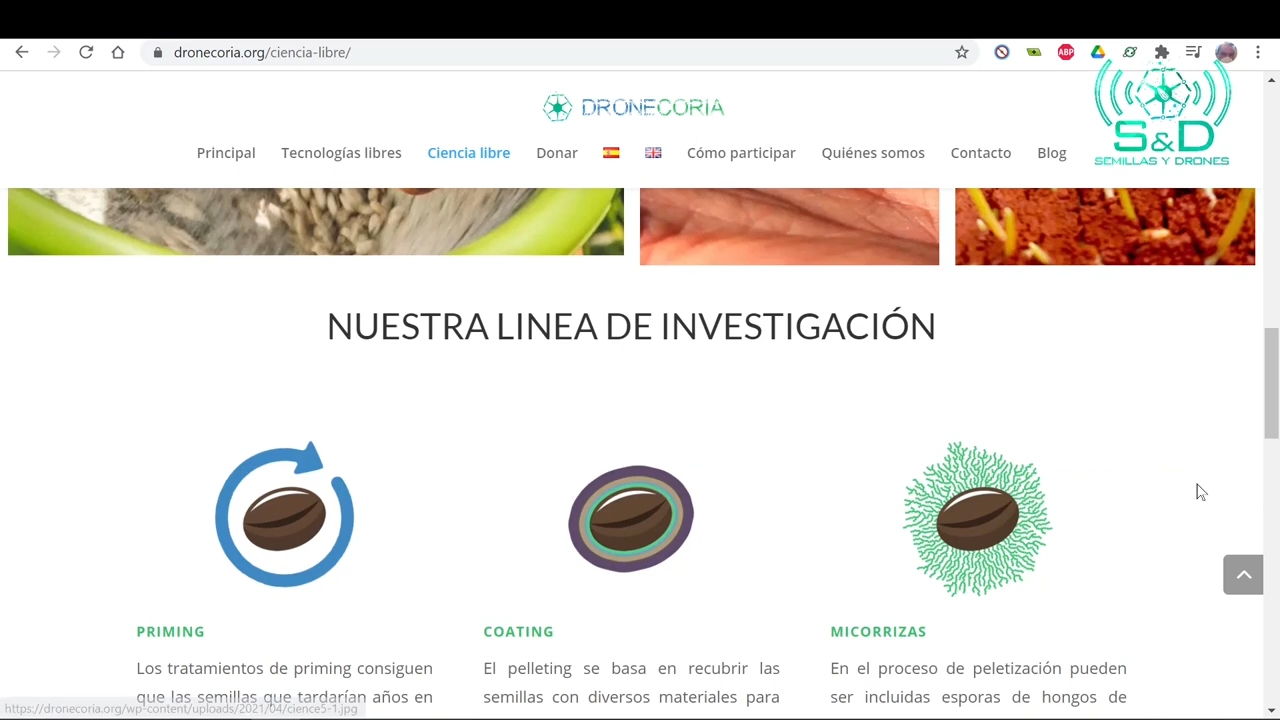 dronecoria.org/ciencia-libre/
ABP
DRONECORIA
S&D
SEMILLAS Y DRONES
Principal Tecnologías libres Ciencia libre Donar Cómo participar Quiénes somos Contacto Blog
NUESTRA LINEA DE INVESTIGACIÓN
PRIMING
Los tratamientos de priming consiguen
que las semillas que tardarían años en
COATING
El pelleting se basa en recubrir las
semillas con diversos materiales para
MICORRIZAS
En el proceso de peletización pueden
ser incluidas esporas de hongos de
https://dronecoria.org/wp-content/uploads/2021/04/cience5-1.jpg